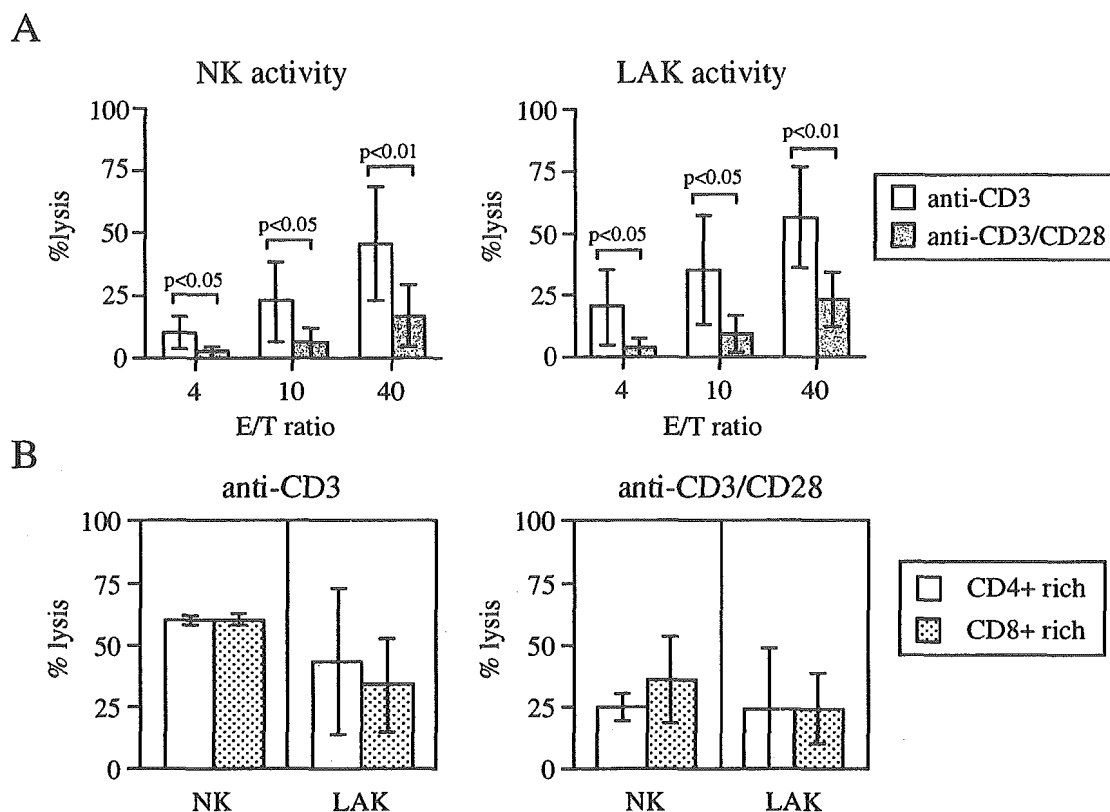 A
NK activity
LAK activity
100
75
50
25
0
%lysis
p<0.05
p<0.05
p<0.01
4
10
40
E/T ratio
100
75
50
25
0
%lysis
p<0.05
p<0.05
p<0.01
4
10
40
E/T ratio
anti-CD3
anti-CD3/CD28
B
anti-CD3
anti-CD3/CD28
100
75
50
25
0
% lysis
NK
LAK
100
75
50
25
0
% lysis
NK
LAK
CD4+ rich
CD8+ rich